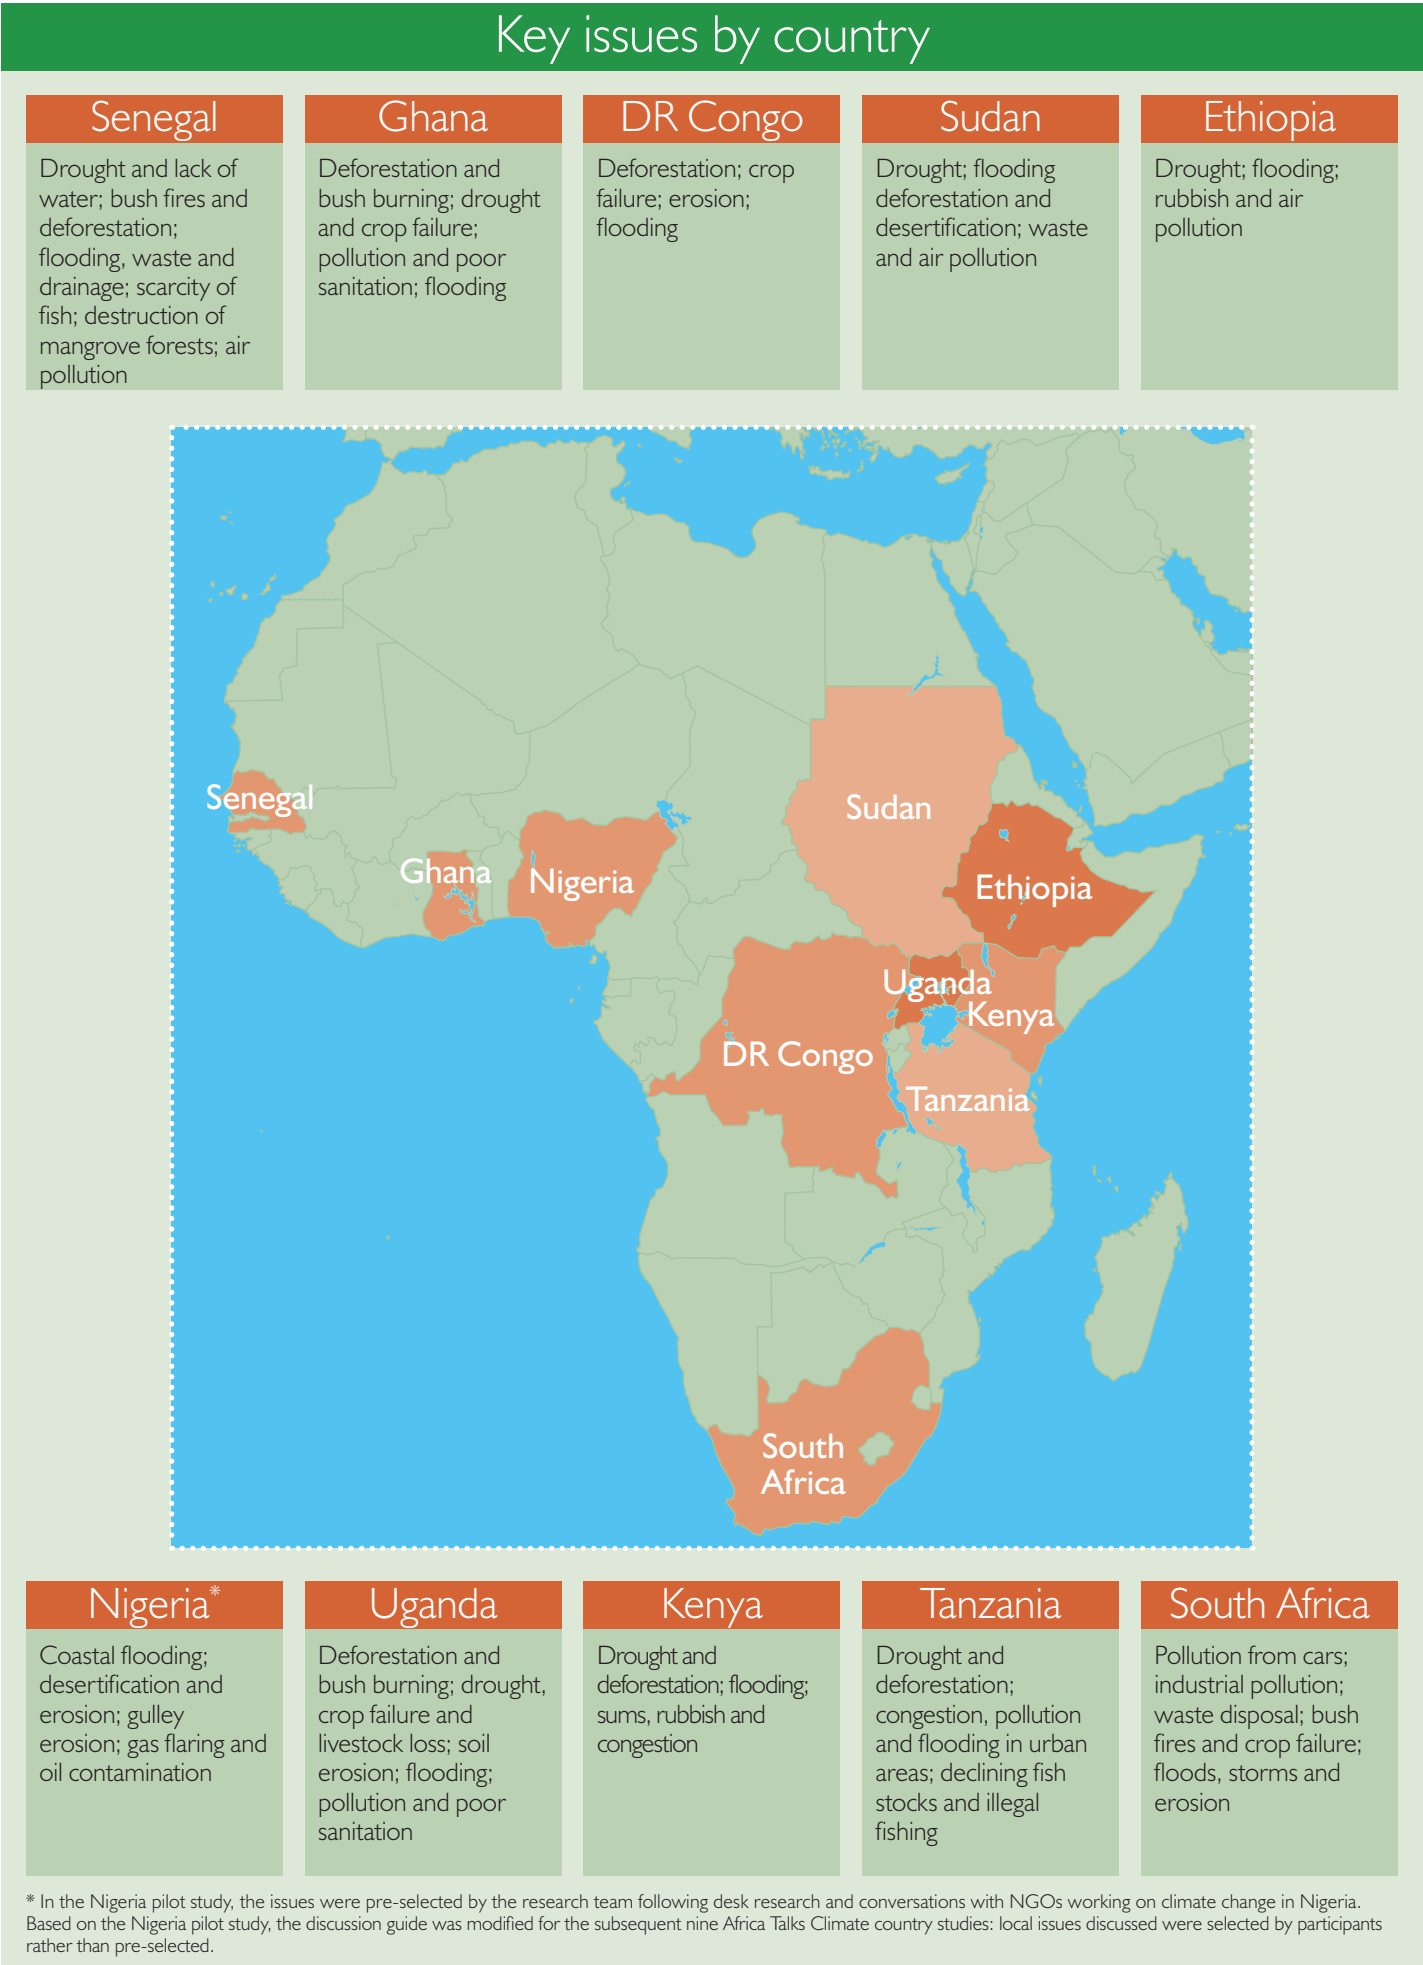 Key issues by country
Senegal
Drought and lack of
water; bush fires and
deforestation;
flooding, waste and
drainage; scarcity of
fish; destruction of
mangrove forests; air
pollution
Ghana
Deforestation and
bush burning; drought
and crop failure;
pollution and poor
sanitation; flooding
DR Congo
Deforestation; crop
failure; erosion;
flooding
Sudan
Drought; flooding
deforestation and
desertification; waste
and air pollution
Ethiopia
Drought; flooding;
rubbish and air
pollution
Senegal
Sudan
Ghana
Nigeria
Ethiopia
Uganda
Kenya
DR Congo
Tanzania
South
Africa
Nigeria*
Coastal flooding;
desertification and
erosion; gulley
erosion; gas flaring and
oil contamination
Uganda
Deforestation and
bush burning; drought,
crop failure and
livestock loss; soil
erosion; flooding;
pollution and poor
sanitation
Kenya
Drought and
deforestation; flooding;
sums, rubbish and
congestion
Tanzania
Drought and
deforestation;
congestion, pollution
and flooding in urban
areas; declining fish
stocks and illegal
fishing
South Africa
Pollution from cars;
industrial pollution;
waste disposal; bush
fires and crop failure;
floods, storms and
erosion
* In the Nigeria pilot study, the issues were pre-selected by the research team following desk research and conversations with NGOs working on climate change in Nigeria.
Based on the Nigeria pilot study, the discussion guide was modified for the subsequent nine Africa Talks Climate country studies: local issues discussed were selected by participants
rather than pre-selected.